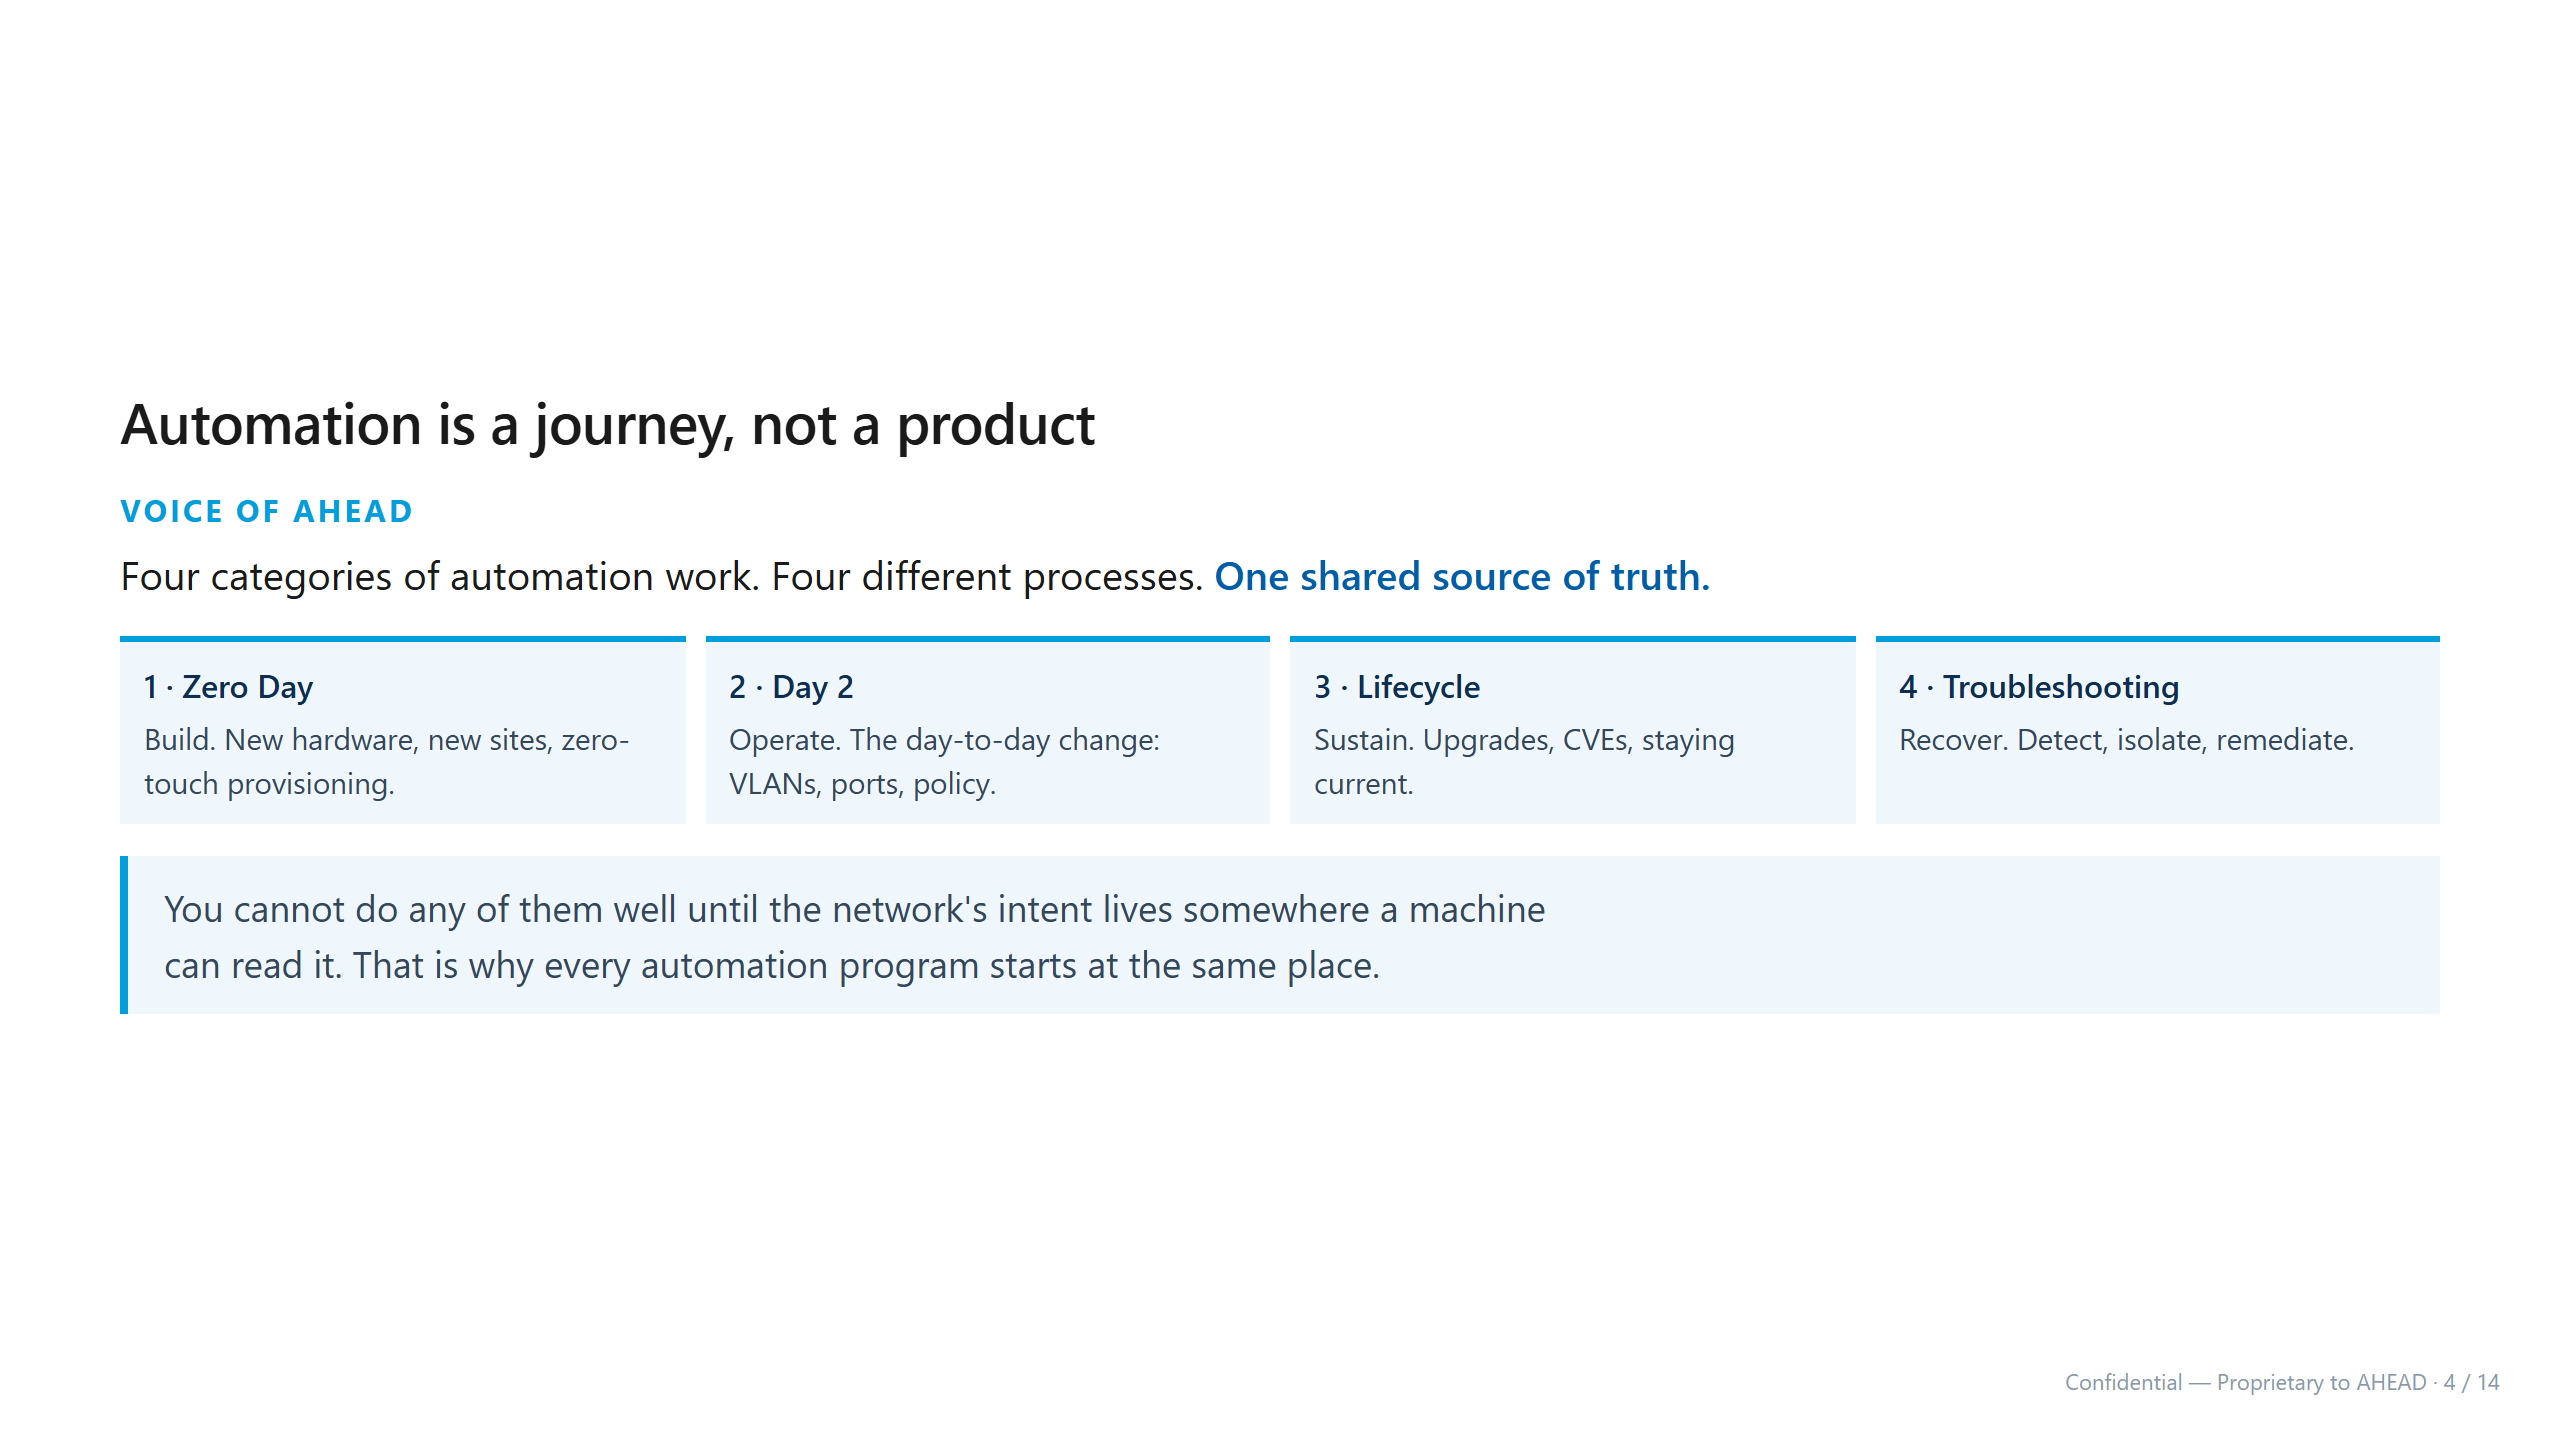 Automation is a journey, not a product
VOICE OF AHEAD
Four categories of automation work. Four different processes. One shared source of truth.
1 · Zero Day
Build. New hardware, new sites, zero-
touch provisioning.
2 · Day 2
Operate. The day-to-day change:
VLANs, ports, policy.
3 · Lifecycle
Sustain. Upgrades, CVEs, staying
current.
4 · Troubleshooting
Recover. Detect, isolate, remediate.
You cannot do any of them well until the network's intent lives somewhere a machine
can read it. That is why every automation program starts at the same place.
Confidential — Proprietary to AHEAD · 4 / 14